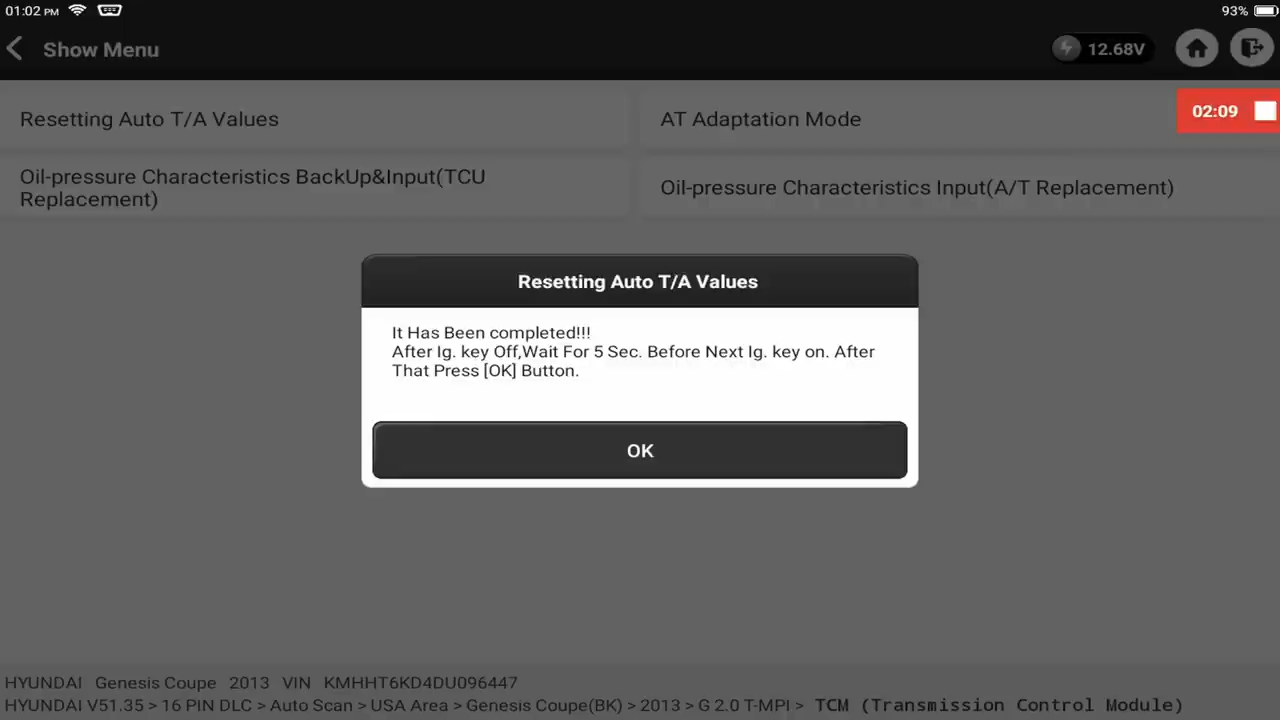 01:02 PM
93%
Show Menu
12.68V
02:09
Resetting Auto T/A Values
AT Adaptation Mode
Oil-pressure Characteristics BackUp&Input(TCU
Replacement)
Oil-pressure Characteristics Input(A/T Replacement)
Resetting Auto T/A Values
It Has Been completed!!!
After Ig. key Off,Wait For 5 Sec. Before Next Ig. key on. After
That Press [OK] Button.
OK
HYUNDAI Genesis Coupe 2013 VIN KMHHT6KD4DU096447
HYUNDAI V51.35 > 16 PIN DLC > Auto Scan > USA Area > Genesis Coupe(BK) > 2013 > G 2.0 T-MPI > TCM (Transmission Control Module)